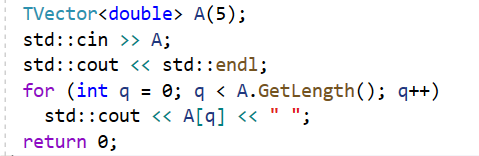 TVector<double> A(5);
std::cin >> A;
std::cout << std::endl;
for (int q = 0; q < A.GetLength(); q++)
  std::cout << A[q] << " ";
return 0;